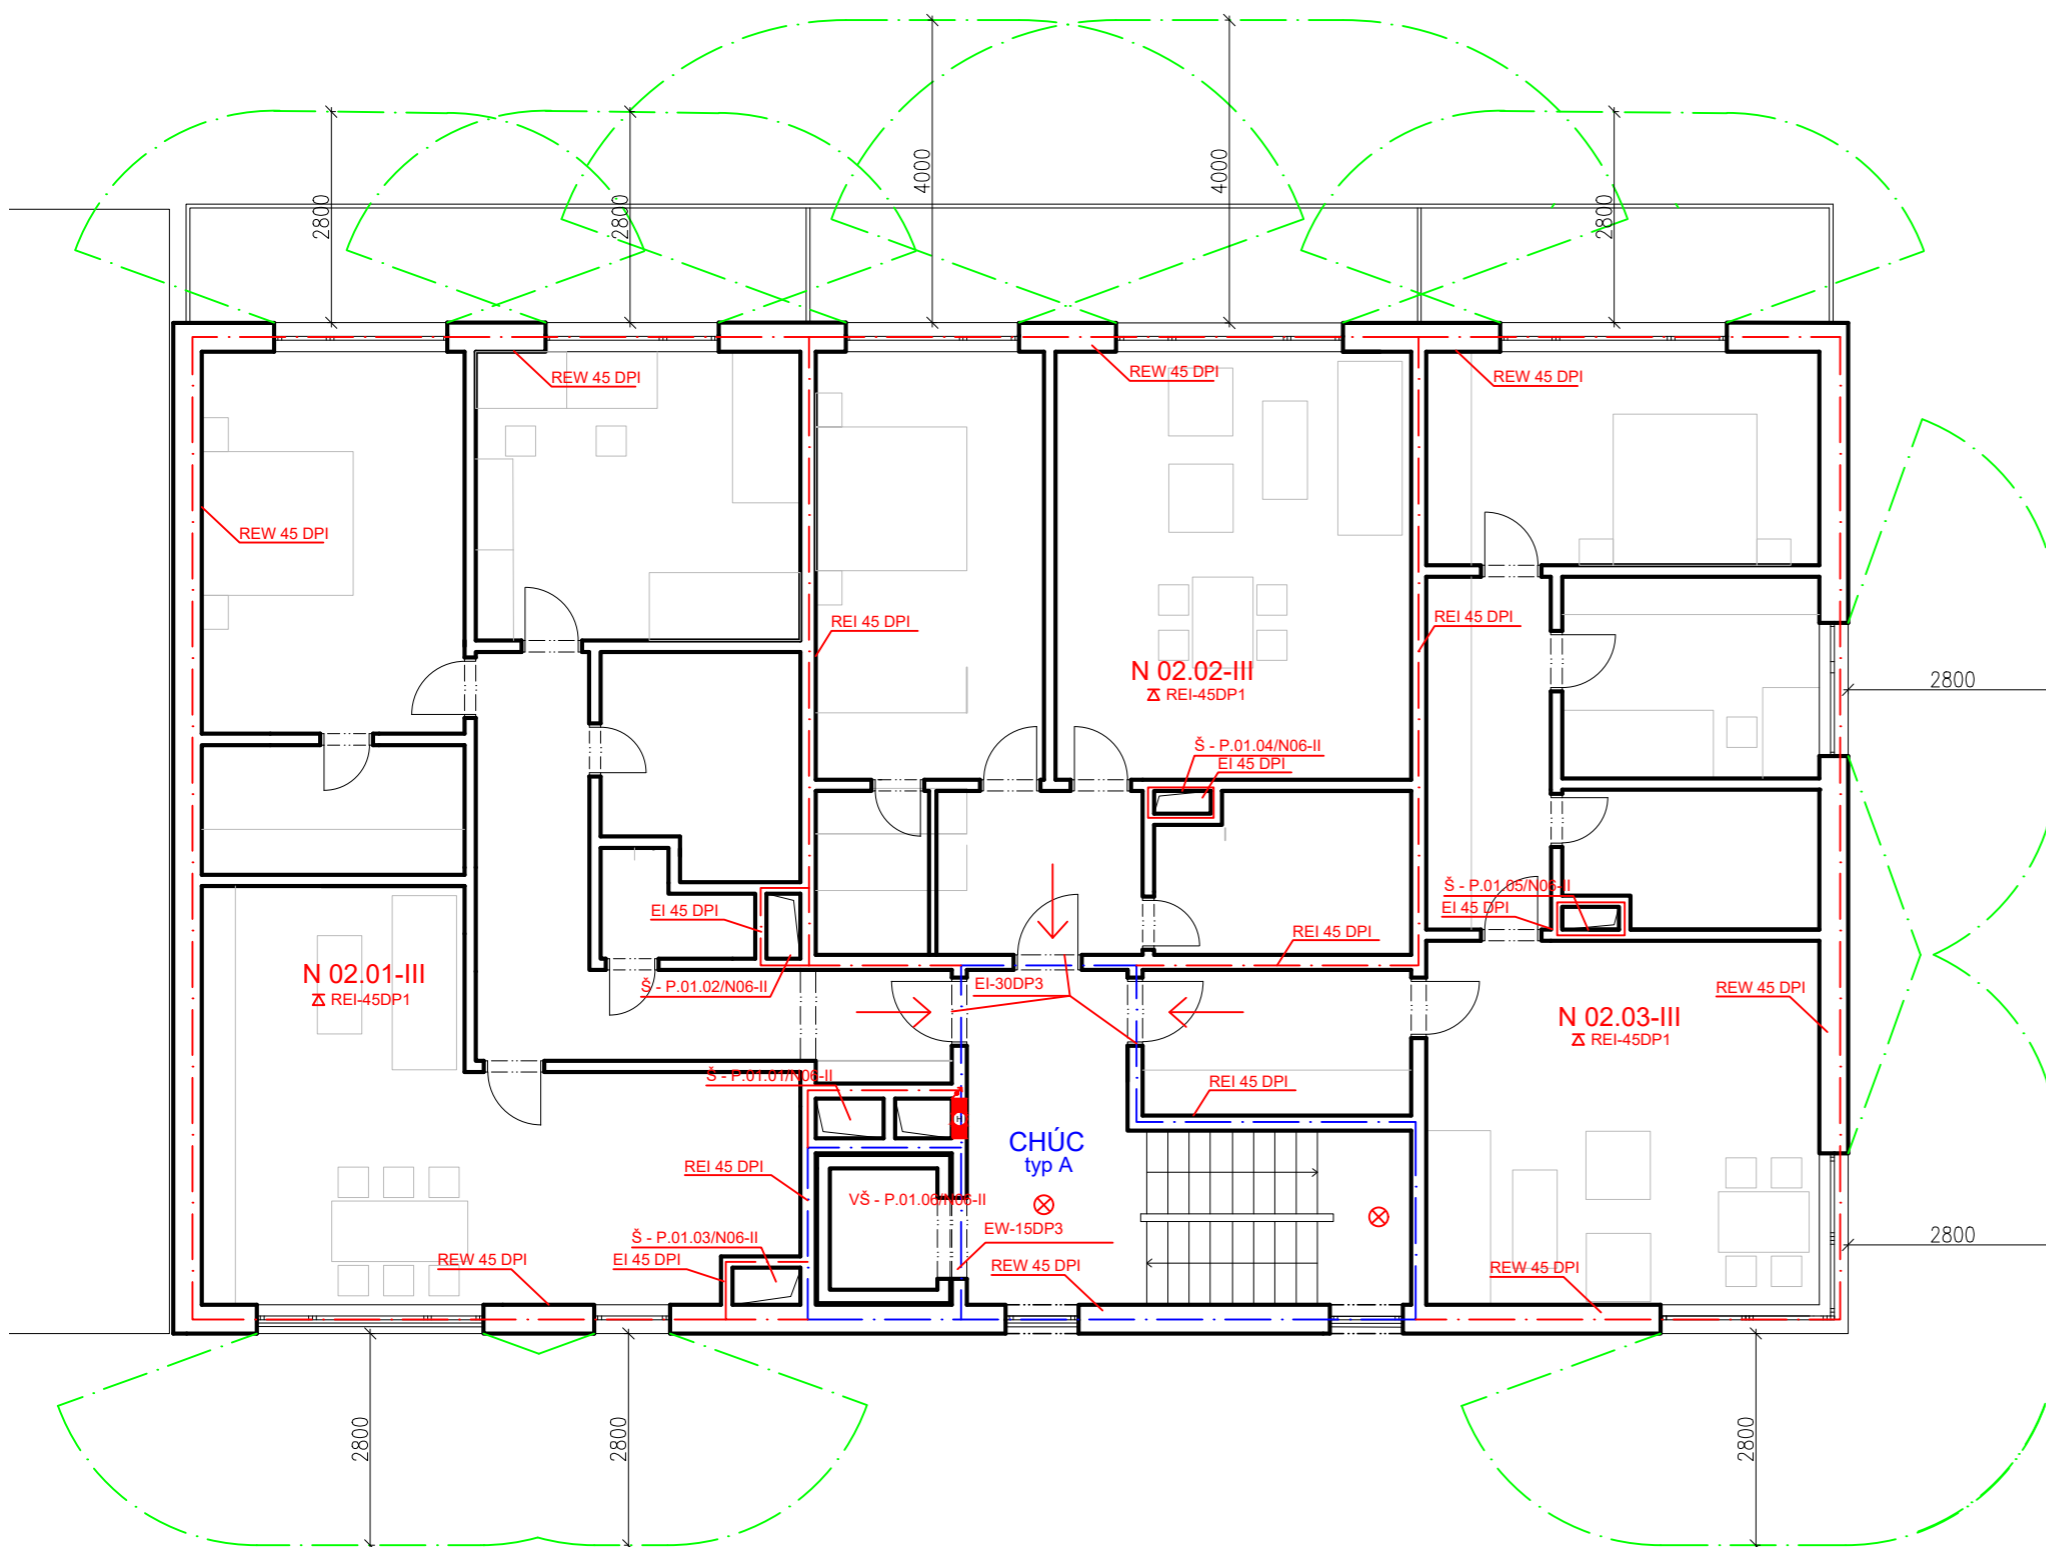 4000
4000
2800
2800
2800
REW 45 DPI
REW 45 DPI
REW 45 DPI
REW 45 DPI
REI 45 DPI
REI 45 DPI
N 02.02-III
REI-45DP1
2800
Š - P.01.04/N06-II
EI 45 DPI
Š - P.01.05/N06-II
EI 45 DPI
EI 45 DPI
REI 45 DPI
N 02.01-III
REI-45DP1
Š - P.01.02/N06-II
EI-30DP3
REW 45 DPI
N 02.03-III
REI-45DP1
Š - P.01.01/N06-II
REI 45 DPI
H
CHÚC
typ A
REI 45 DPI
VŠ - P.01.06/N06-II
EW-15DP3
Š - P.01.03/N06-II
REW 45 DPI
EI 45 DPI
REW 45 DPI
REW 45 DPI
2800
2800
2800
2800